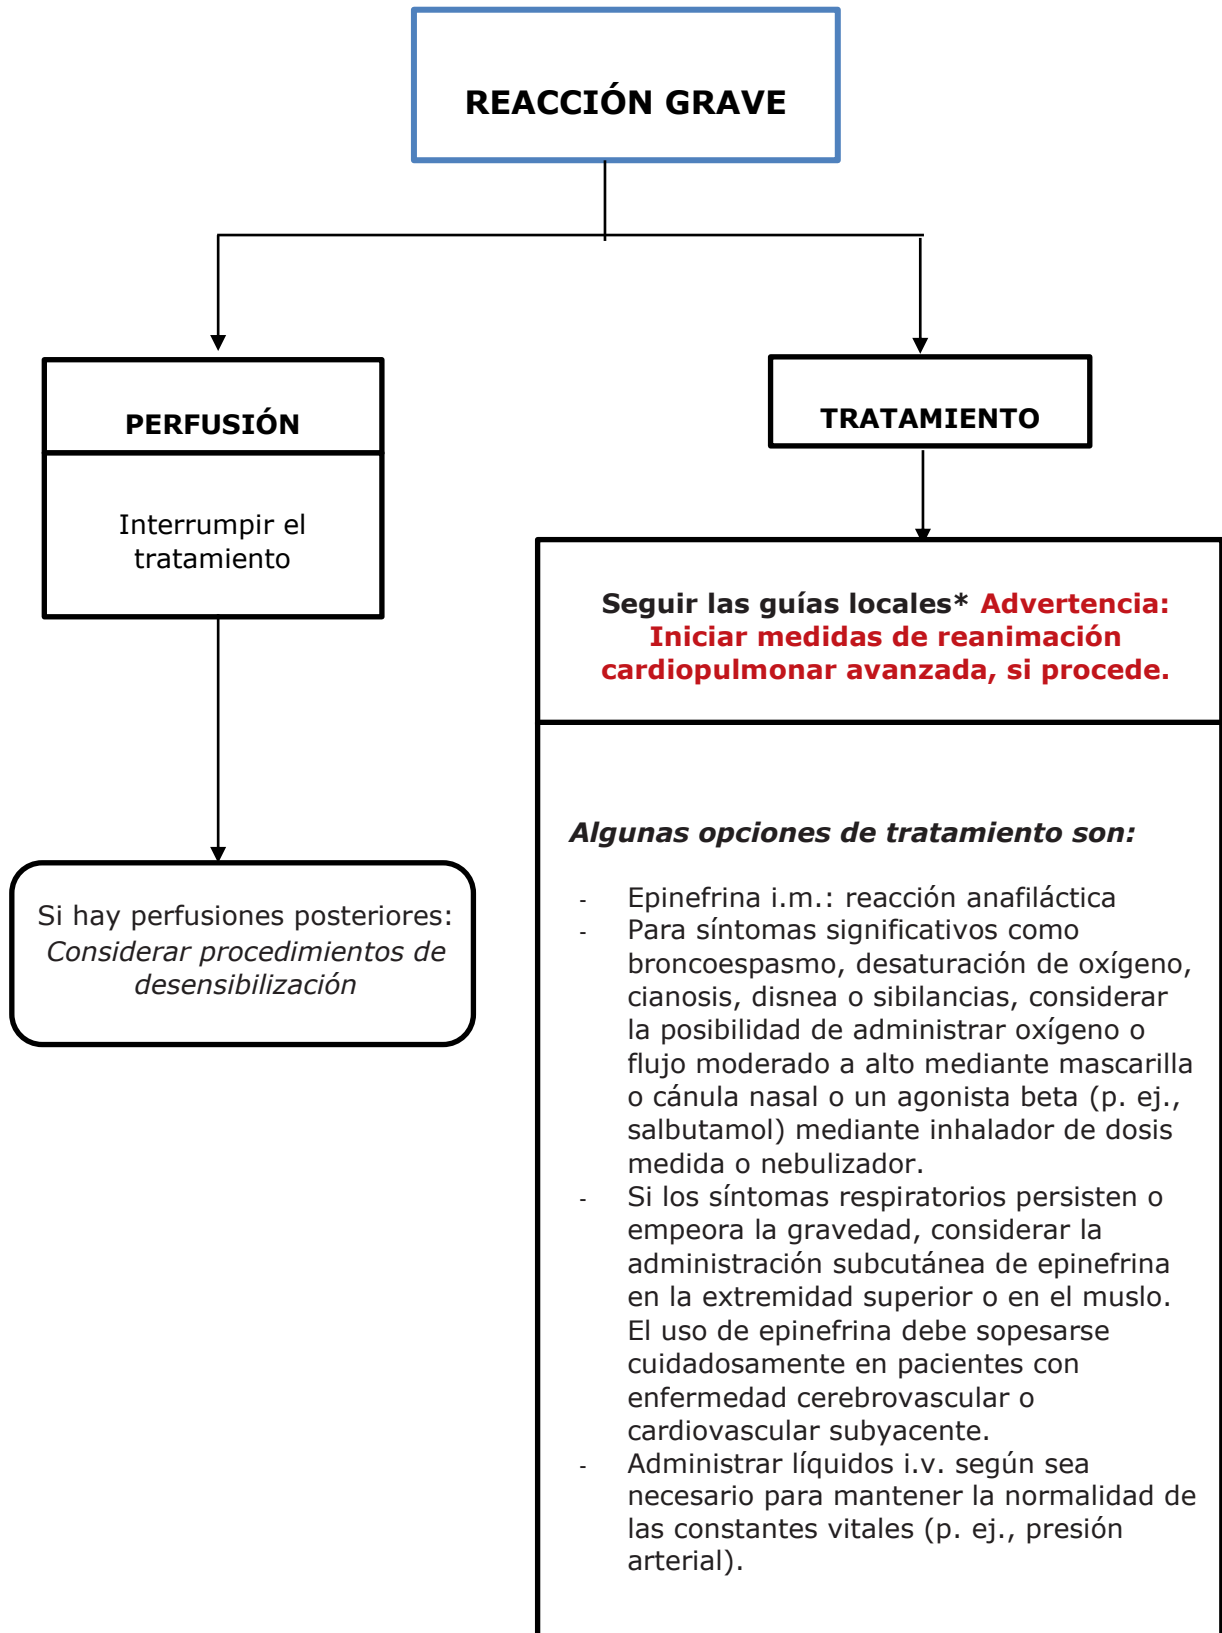 REACCIÓN GRAVE
PERFUSIÓN
Interrumpir el
tratamiento
Si hay perfusiones posteriores:
Considerar procedimientos de
desensibilización
TRATAMIENTO
Seguir las guías locales* Advertencia:
Iniciar medidas de reanimación
cardiopulmonar avanzada, si procede.
Algunas opciones de tratamiento son:
- Epinefrina i.m.: reacción anafiláctica
- Para síntomas significativos como
broncoespasmo, desaturación de oxígeno,
cianosis, disnea o sibilancias, considerar
la posibilidad de administrar oxígeno o
flujo moderado a alto mediante mascarilla
o cánula nasal o un agonista beta (p. ej.,
salbutamol) mediante inhalador de dosis
medida o nebulizador.
- Si los síntomas respiratorios persisten o
empeora la gravedad, considerar la
administración subcutánea de epinefrina
en la extremidad superior o en el muslo.
El uso de epinefrina debe sopesarse
cuidadosamente en pacientes con
enfermedad cerebrovascular o
cardiovascular subyacente.
- Administrar líquidos i.v. según sea
necesario para mantener la normalidad de
las constantes vitales (p. ej., presión
arterial).